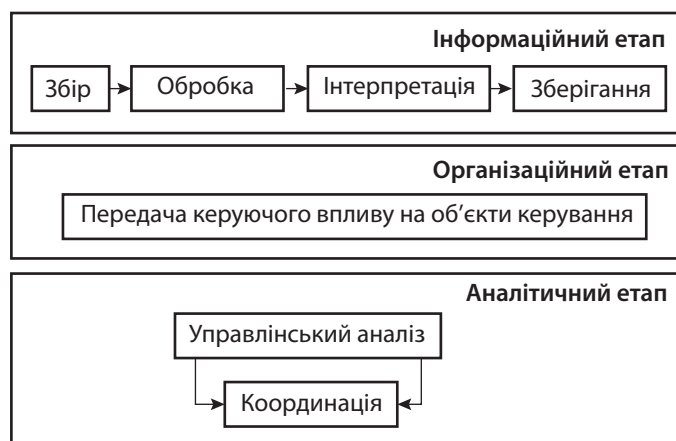 Інформаційний етап
Збір
Обробка
Інтерпретація
Зберігання
Організаційний етап
Передача керуючого впливу на об’єкти керування
Аналітичний етап
Управлінський аналіз
Координація